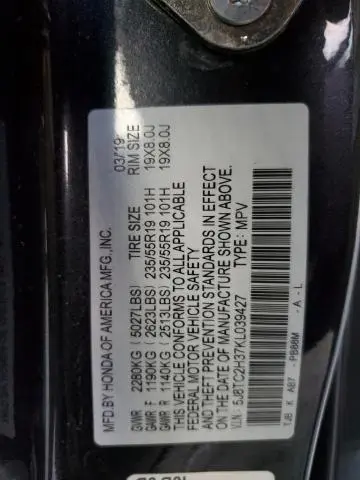 MFD.BY HONDA OF AMERICA MFG.,INC. 03/19
TIRE SIZE RIM SIZE
GVWR 2280KG ( 5027LBS)
GAWR F 1190KG ( 2623LBS) 235/55R19 101H 19X8.0J
GAWR R 1140KG ( 2513LBS) 235/55R19 101H 19X8.0J
THIS VEHICLE CONFORMS TO ALL APPLICABLE
FEDERAL MOTOR VEHICLE SAFETY
AND THEFT PREVENTION STANDARDS IN EFFECT
ON THE DATE OF MANUFACTURE SHOWN ABOVE.
V.I.N.: 5J8TC2H37KL039427 TYPE: MPV
TJB K AB7 - PB88M - A - L